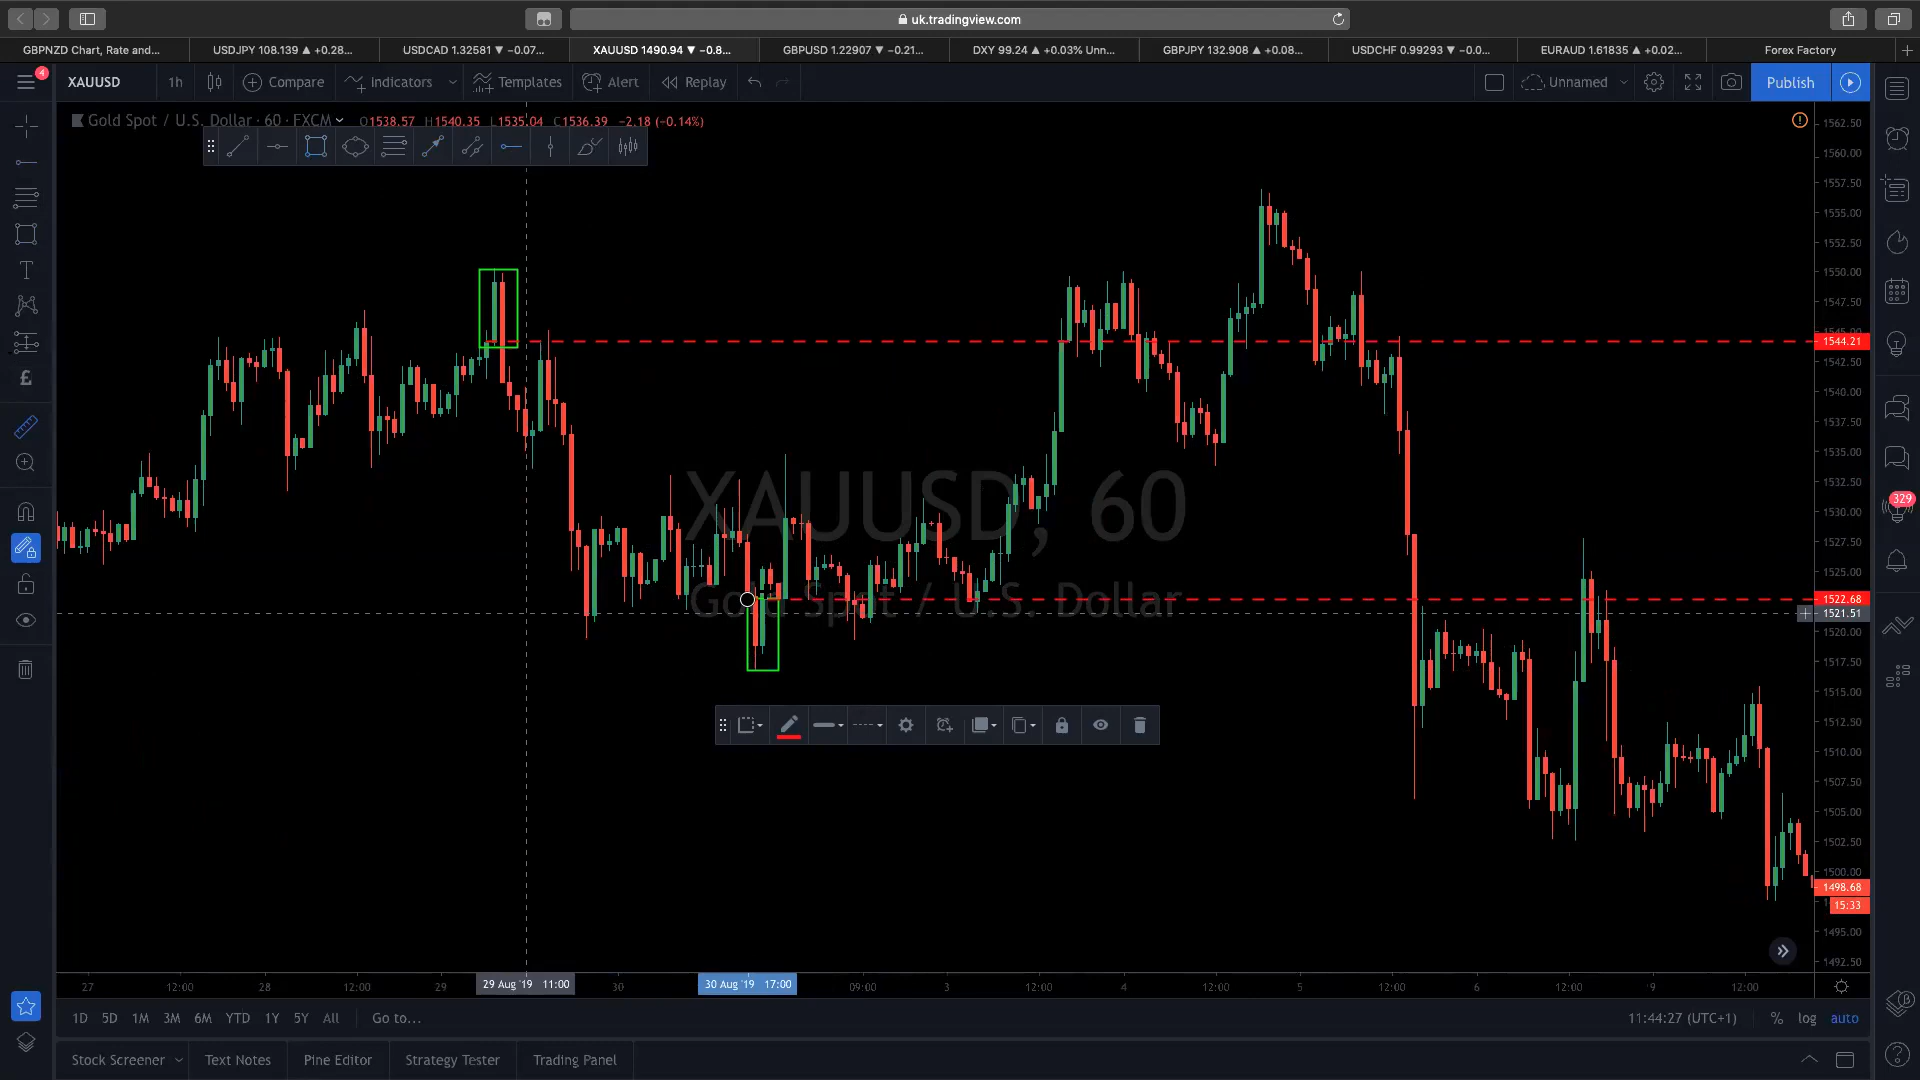 uk.tradingview.com
GBPNZD Chart, Rate and...
USDJPY 108.139 ▲ +0.28...
USDCAD 1.32581 ▼ −0.07...
XAUUSD 1490.94 ▼ −0.8...
GBPUSD 1.22907 ▼ −0.21...
DXY 99.24 ▲ +0.03% Unn...
GBPJPY 132.908 ▲ +0.08...
USDCHF 0.99293 ▼ −0.0...
EURAUD 1.61835 ▲ +0.02...
Forex Factory
4
XAUUSD
1h
Compare
Indicators
Templates
Alert
Replay
Unnamed
Publish
Gold Spot / U.S. Dollar · 60 · FXCM
O1538.57 H1540.35 L1535.04 C1536.39 −2.18 (−0.14%)
XAUUSD, 60
Gold Spot / U.S. Dollar
1562.50
1560.00
1557.50
1555.00
1552.50
1550.00
1547.50
1545.00
1544.21
1542.50
1540.00
1537.50
1535.00
1532.50
1530.00
1527.50
1525.00
1522.68
1521.51
1520.00
1517.50
1515.00
1512.50
1510.00
1507.50
1505.00
1502.50
1500.00
1498.68
15:33
1495.00
1492.50
329
27
12:00
28
12:00
29
29 Aug '19 11:00
30
30 Aug '19 17:00
09:00
3
12:00
4
12:00
5
12:00
6
12:00
9
12:00
1D 5D 1M 3M 6M YTD 1Y 5Y All
Go to...
11:44:27 (UTC+1)
% log auto
Stock Screener
Text Notes
Pine Editor
Strategy Tester
Trading Panel